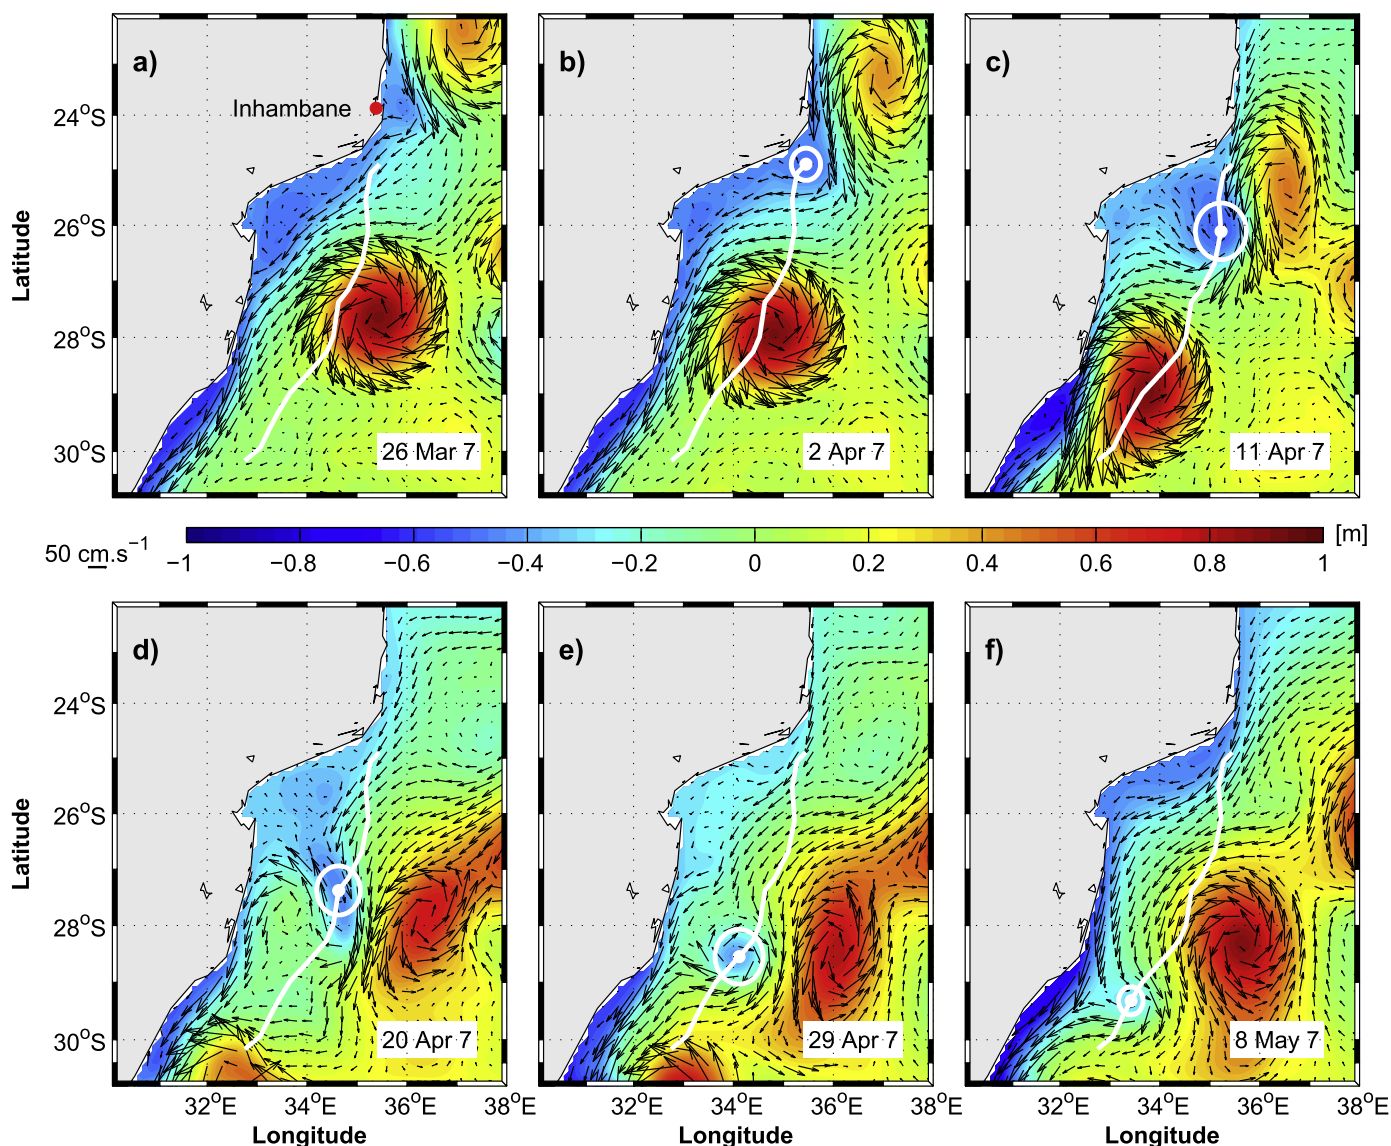 a)
b)
c)
Inhambane
24°S
26°S
28°S
30°S
Latitude
26 Mar 7
2 Apr 7
11 Apr 7
50 cm.s−1
−1
−0.8
−0.6
−0.4
−0.2
0
0.2
0.4
0.6
0.8
1
[m]
d)
e)
f)
24°S
26°S
28°S
30°S
Latitude
20 Apr 7
29 Apr 7
8 May 7
32°E
34°E
36°E
38°E
32°E
34°E
36°E
38°E
32°E
34°E
36°E
38°E
Longitude
Longitude
Longitude